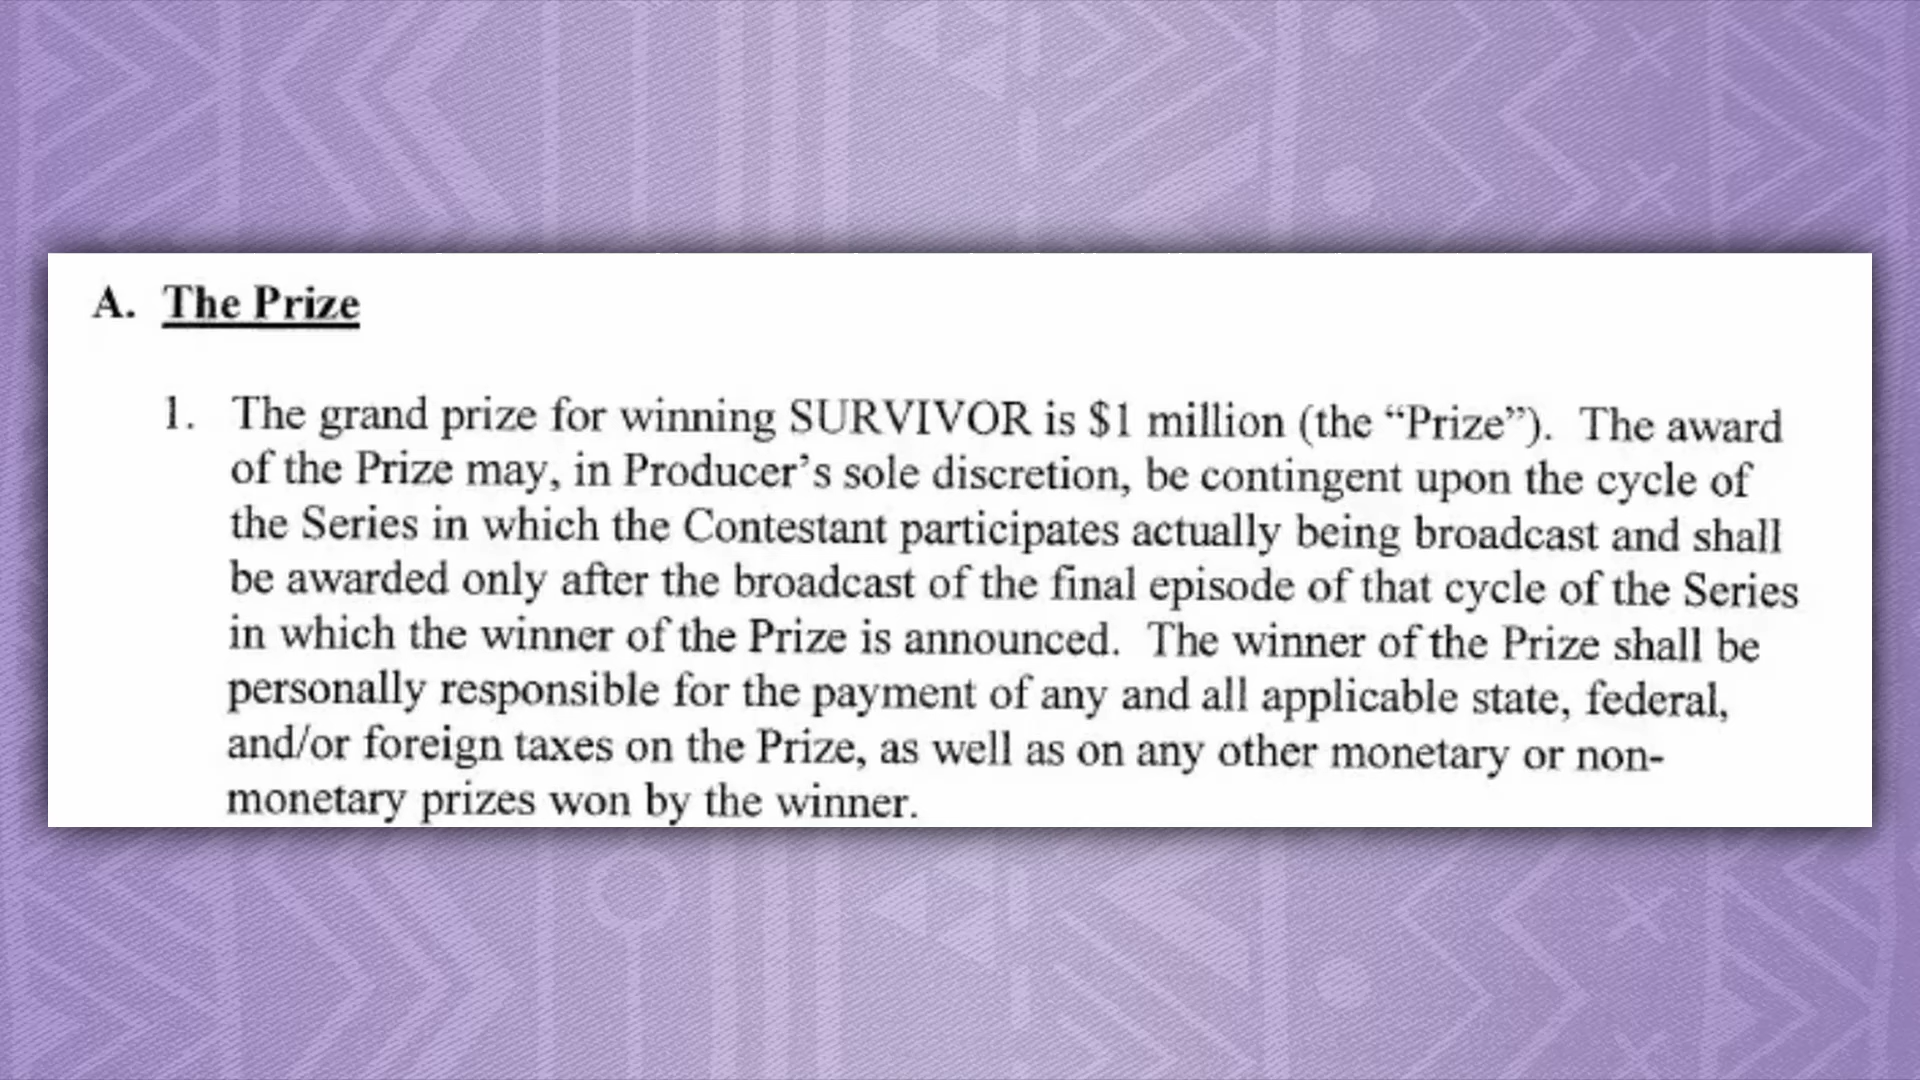 A. The Prize
1. The grand prize for winning SURVIVOR is $1 million (the “Prize”). The award
of the Prize may, in Producer’s sole discretion, be contingent upon the cycle of
the Series in which the Contestant participates actually being broadcast and shall
be awarded only after the broadcast of the final episode of that cycle of the Series
in which the winner of the Prize is announced. The winner of the Prize shall be
personally responsible for the payment of any and all applicable state, federal,
and/or foreign taxes on the Prize, as well as on any other monetary or non-
monetary prizes won by the winner.